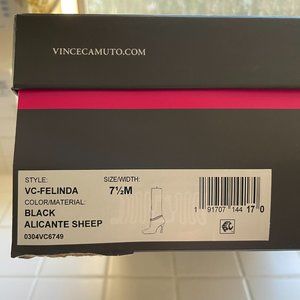 VINCECAMUTO.COM
STYLE: SIZE/WIDTH:
VC-FELINDA 7½M
COLOR/MATERIAL:
BLACK
ALICANTE SHEEP
0304VC6749
1 91707 144 17 0